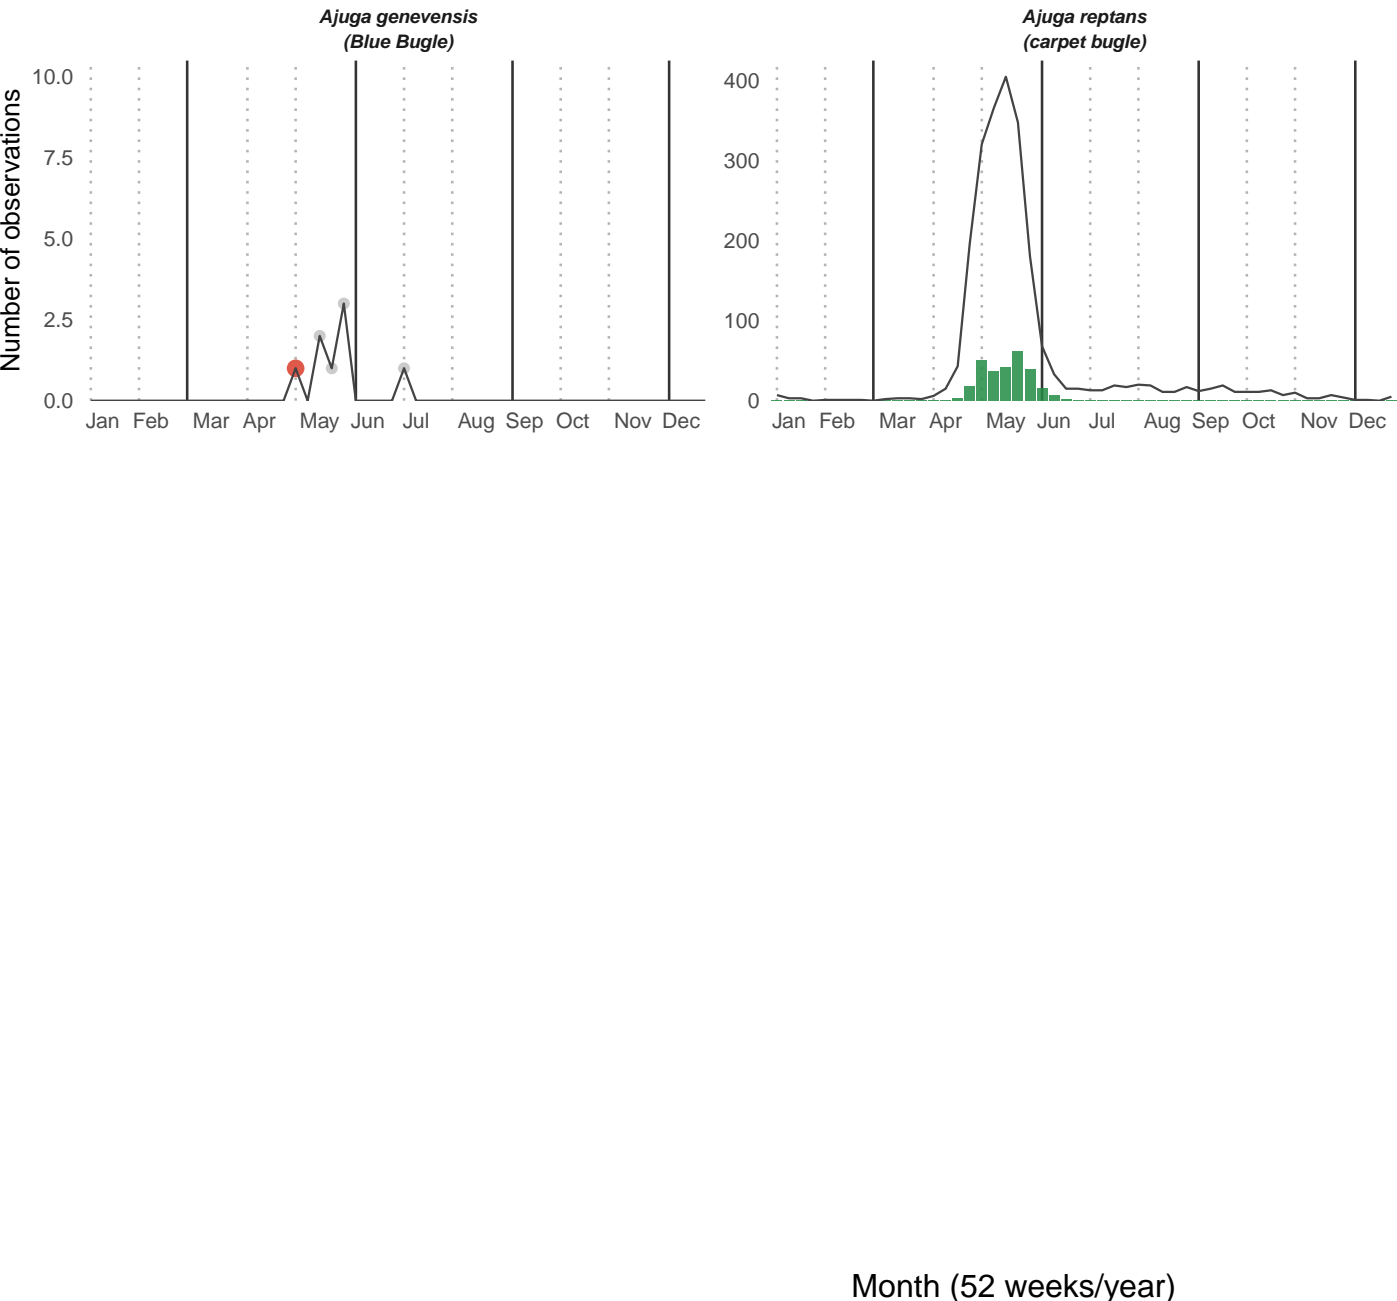 Ajuga genevensis
(Blue Bugle)
Number of observations
10.0
7.5
5.0
2.5
0.0
Jan Feb Mar Apr May Jun Jul Aug Sep Oct Nov Dec
Ajuga reptans
(carpet bugle)
400
300
200
100
0
Jan Feb Mar Apr May Jun Jul Aug Sep Oct Nov Dec
Month (52 weeks/year)